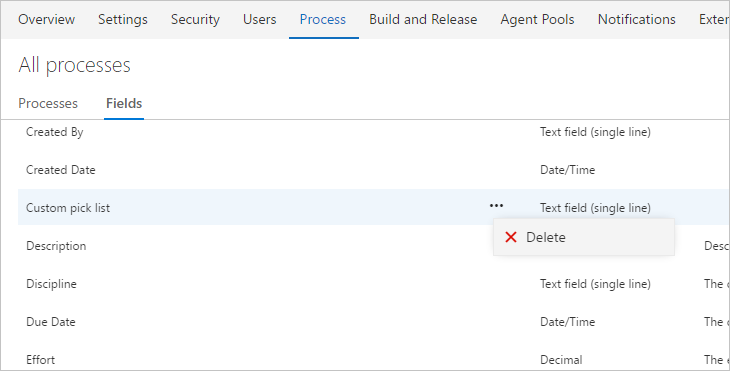 Overview Settings Security Users Process Build and Release Agent Pools Notifications Exten
All processes
Processes Fields
Created By Text field (single line)
Created Date Date/Time
Custom pick list ••• Text field (single line)
Delete
Description Desc
Discipline Text field (single line) The
Due Date Date/Time The
Effort Decimal The